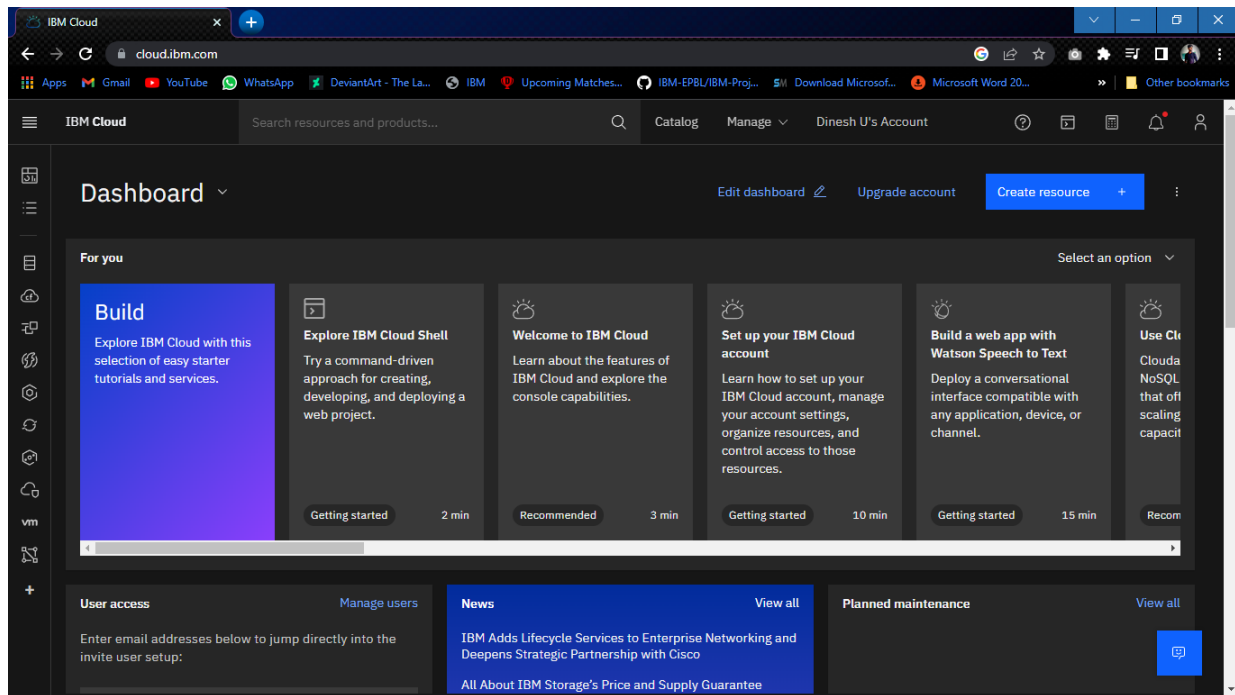 IBM Cloud
cloud.ibm.com
Apps
Gmail
YouTube
WhatsApp
DeviantArt - The La...
IBM
Upcoming Matches...
IBM-EPBL/IBM-Proj...
Download Microsof...
Microsoft Word 20...
»
Other bookmarks
IBM Cloud
Search resources and products...
Catalog
Manage
Dinesh U's Account
Dashboard
Edit dashboard
Upgrade account
Create resource +
For you
Select an option
Build
Explore IBM Cloud with this
selection of easy starter
tutorials and services.
Explore IBM Cloud Shell
Try a command-driven
approach for creating,
developing, and deploying a
web project.
Getting started
2 min
Welcome to IBM Cloud
Learn about the features of
IBM Cloud and explore the
console capabilities.
Recommended
3 min
Set up your IBM Cloud
account
Learn how to set up your
IBM Cloud account, manage
your account settings,
organize resources, and
control access to those
resources.
Getting started
10 min
Build a web app with
Watson Speech to Text
Deploy a conversational
interface compatible with
any application, device, or
channel.
Getting started
15 min
Use Clo
Clouda
NoSQL
that off
scaling
capacit
Recom
vm
User access
Manage users
Enter email addresses below to jump directly into the
invite user setup:
News
View all
IBM Adds Lifecycle Services to Enterprise Networking and
Deepens Strategic Partnership with Cisco
All About IBM Storage's Price and Supply Guarantee
Planned maintenance
View all